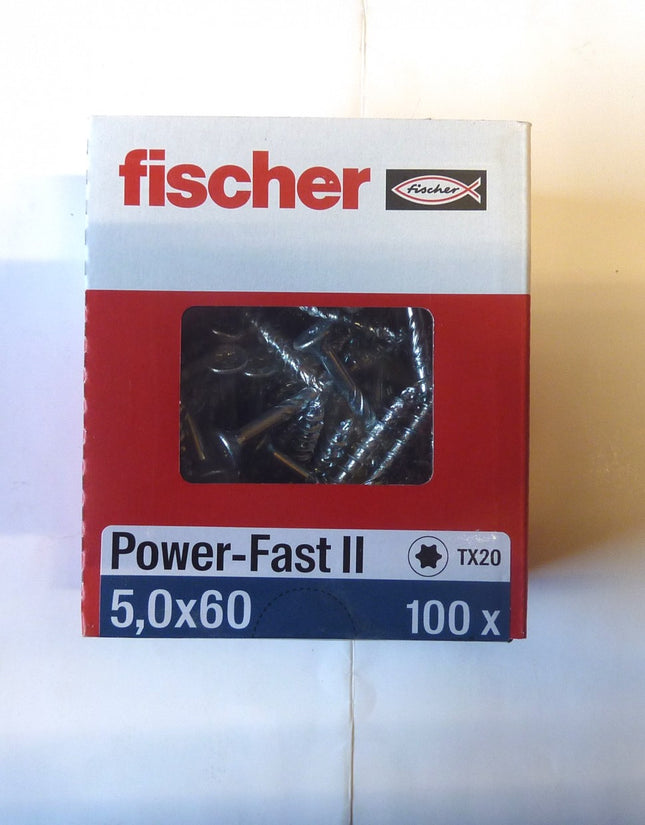 fischer
fischer
Power-Fast II
TX20
5,0x60
100 x